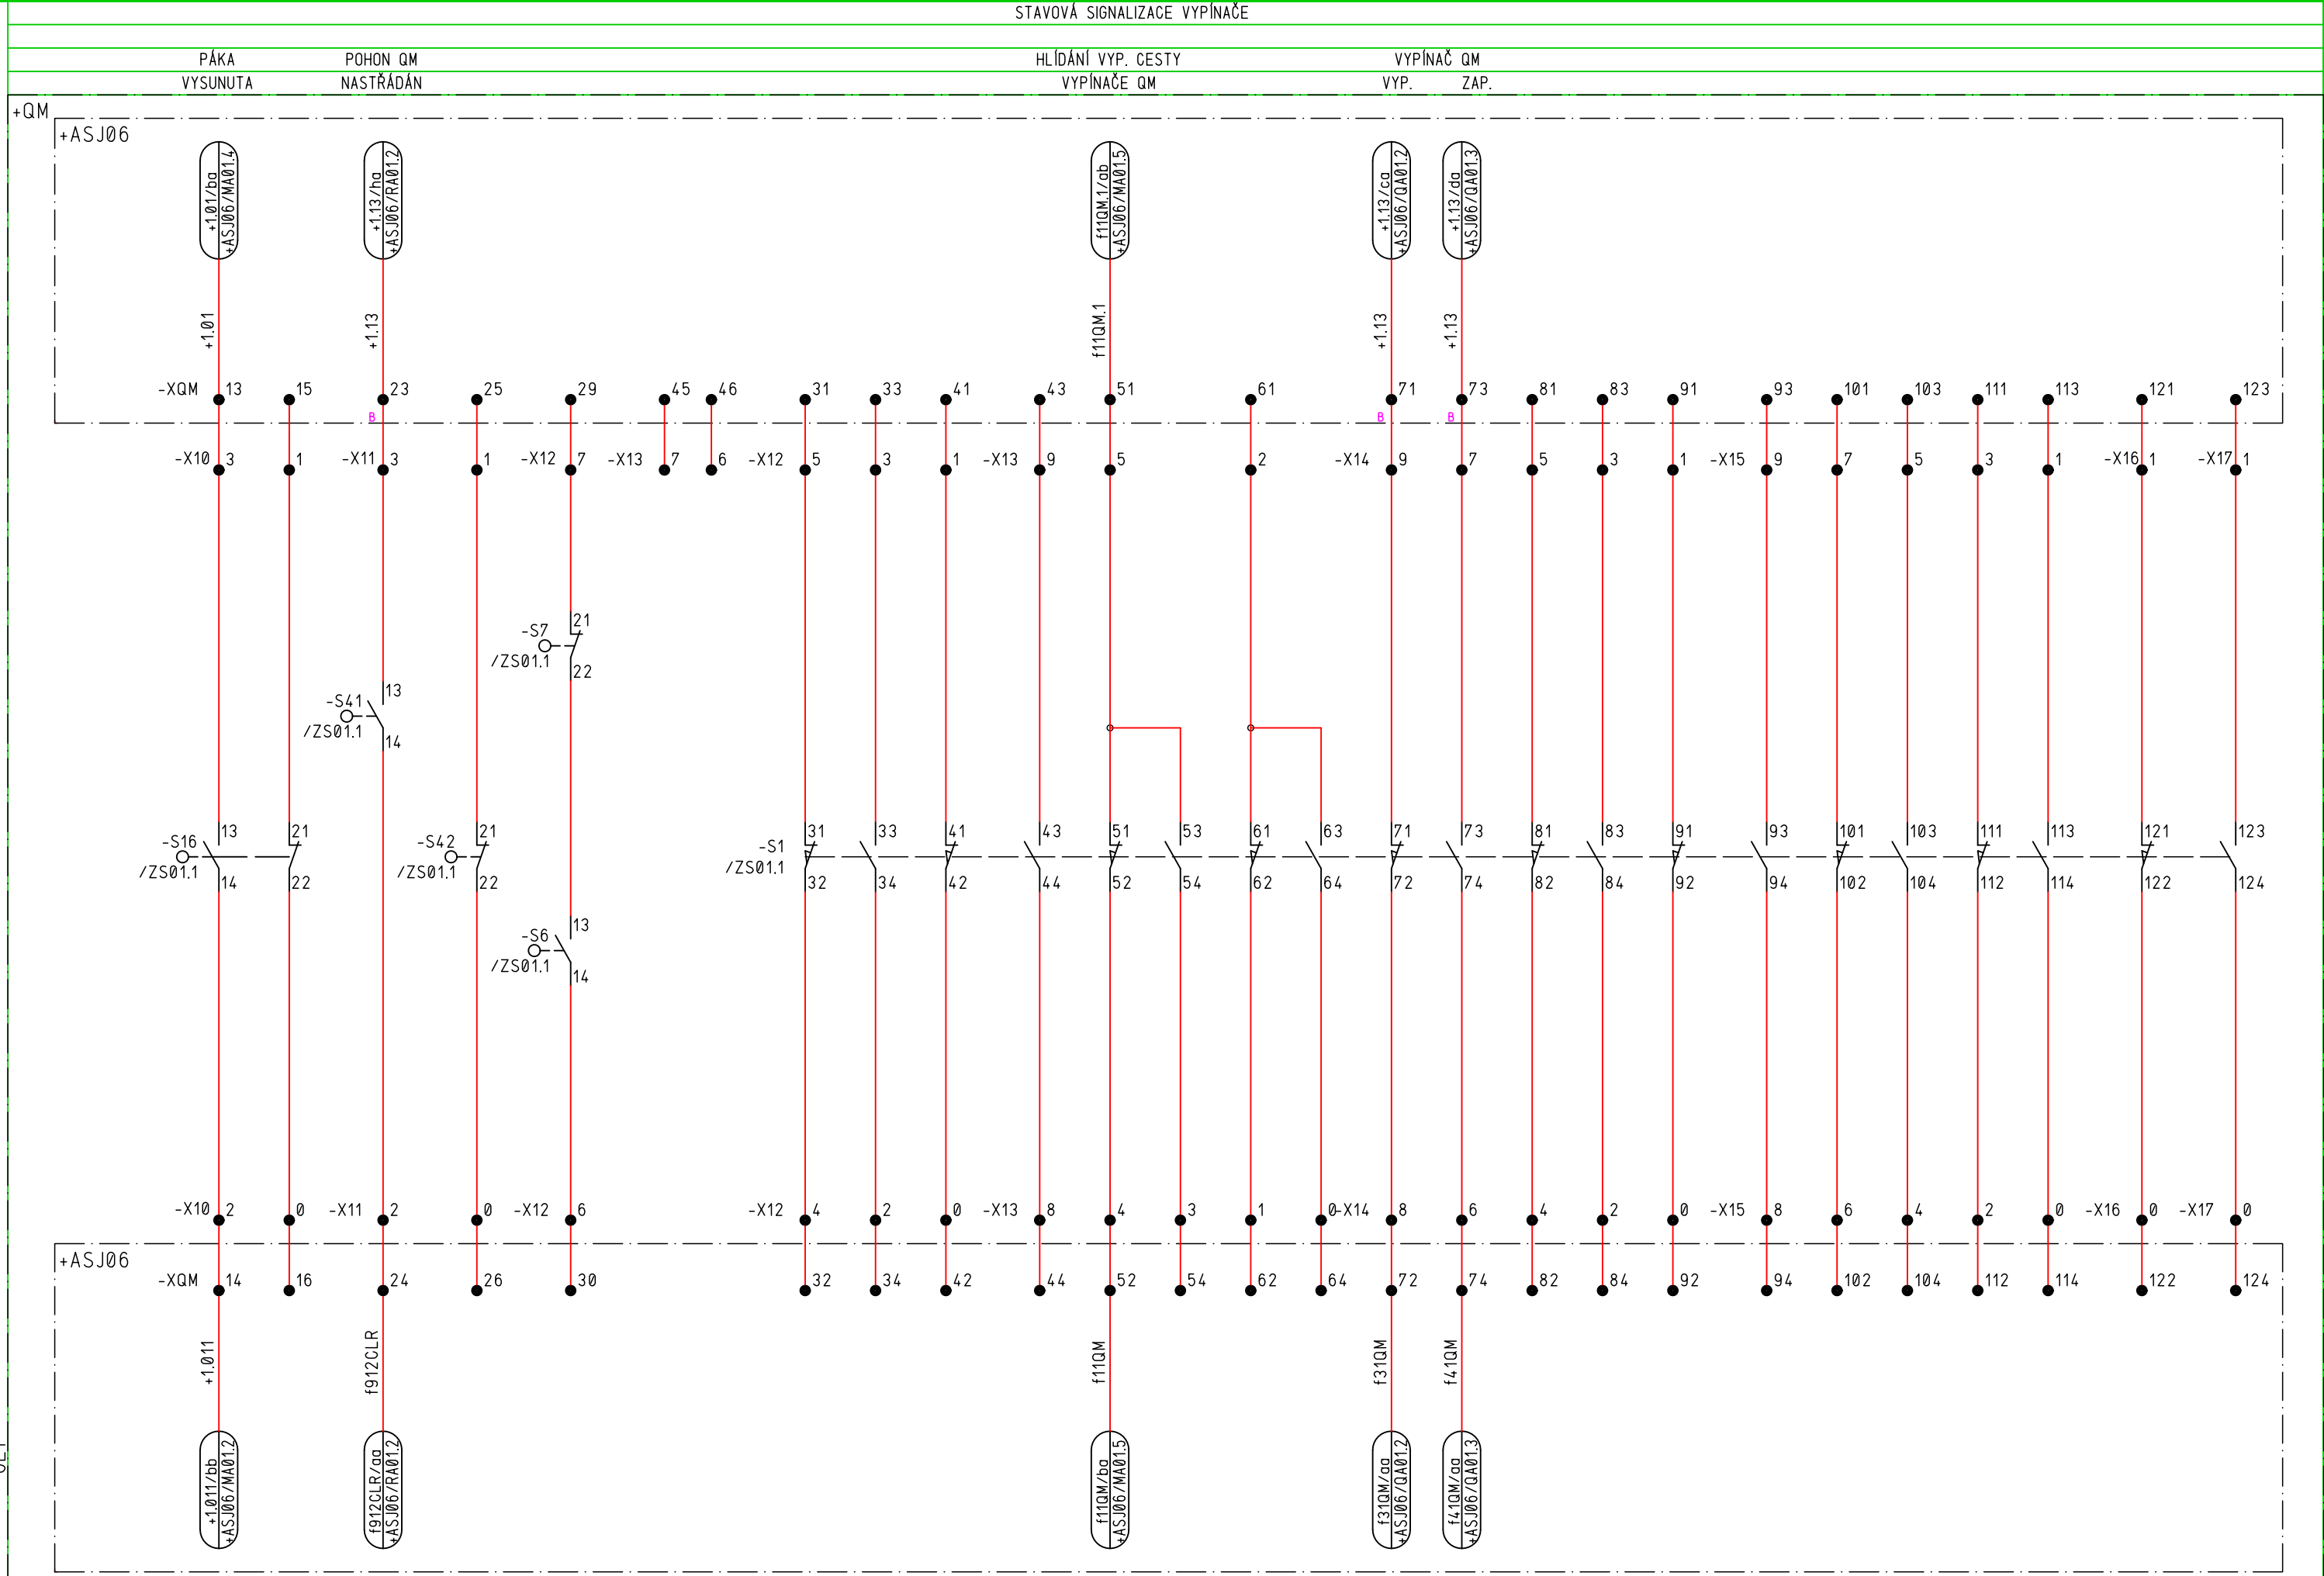 STAVOVÁ SIGNALIZACE VYPÍNAČE
PÁKA POHON QM HLÍDÁNÍ VYP. CESTY VYPÍNAČ QM
VYSUNUTA NASTŘÁDÁN VYPÍNAČE QM VYP. ZAP.
+QM
+ASJ06
+1.01/ba
+ASJ06/MA01.4
+1.13/ha
+ASJ06/RA01.2
f11QM.1/ab
+ASJ06/MA01.5
+1.13/ca
+ASJ06/QA01.2
+1.13/da
+ASJ06/QA01.3
+1.01 +1.13 f11QM.1 +1.13 +1.13
-XQM 13 15 23 25 29 45 46 31 33 41 43 51 61 71 73 81 83 91 93 101 103 111 113 121 123
B B B
-X10 3 1 -X11 3 1 -X12 7 -X13 7 6 -X12 5 3 1 -X13 9 5 2 -X14 9 7 5 3 1 -X15 9 7 5 3 1 -X16 1 -X17 1
21
-S7
/ZS01.1
22
13
-S41
/ZS01.1
14
13 21 21 31 33 41 43 51 53 61 63 71 73 81 83 91 93 101 103 111 113 121 123
-S16 -S42 -S1
/ZS01.1 /ZS01.1 /ZS01.1
14 22 22 32 34 42 44 52 54 62 64 72 74 82 84 92 94 102 104 112 114 122 124
13
-S6
/ZS01.1
14
-X10 2 0 -X11 2 0 -X12 6 -X12 4 2 0 -X13 8 4 3 1 0 -X14 8 6 4 2 0 -X15 8 6 4 2 0 -X16 0 -X17 0
+ASJ06
-XQM 14 16 24 26 30 32 34 42 44 52 54 62 64 72 74 82 84 92 94 102 104 112 114 122 124
+1.011 f912CLR f11QM f31QM f41QM
+1.011/bb
+ASJ06/MA01.2
f912CLR/aa
+ASJ06/RA01.2
f11QM/ba
+ASJ06/MA01.5
f31QM/aa
+ASJ06/QA01.2
f41QM/aa
+ASJ06/QA01.3